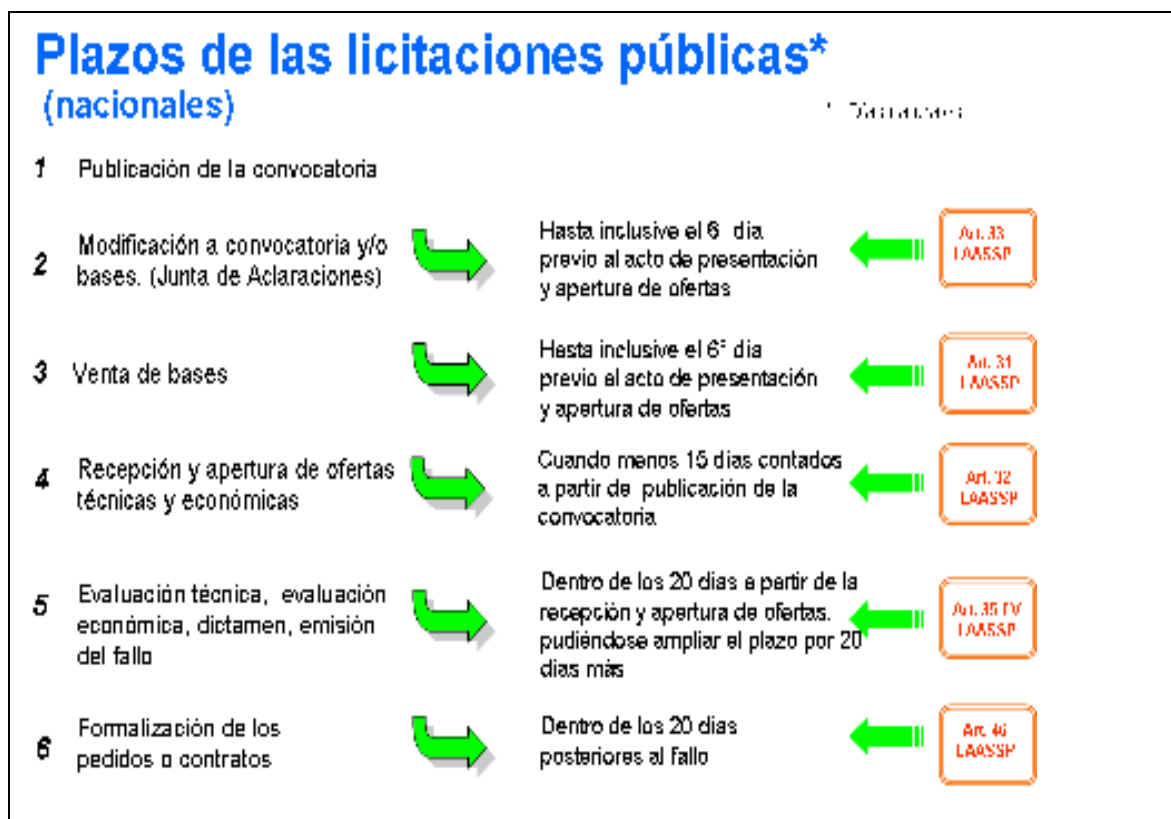 Plazos de las licitaciones públicas*
(nacionales)
1 Publicación de la convocatoria
2 Modificación a convocatoria y/o
bases. (Junta de Aclaraciones)
Hasta inclusive el 6 día
previo al acto de presentación
y apertura de ofertas
Art. 33
LAASSP
3 Venta de bases
Hasta inclusive el 6° día
previo al acto de presentación
y apertura de ofertas
Art. 31
LAASSP
4 Recepción y apertura de ofertas
técnicas y económicas
Cuando menos 15 días contados
a partir de publicación de la
convocatoria
Art. 32
LAASSP
5 Evaluación técnica, evaluación
económica, dictamen, emisión
del fallo
Dentro de los 20 días a partir de la
recepción y apertura de ofertas.
pudiéndose ampliar el plazo por 20
días más
Art. 35 IV
LAASSP
6 Formalización de los
pedidos o contratos
Dentro de los 20 días
posteriores al fallo
Art. 46
LAASSP